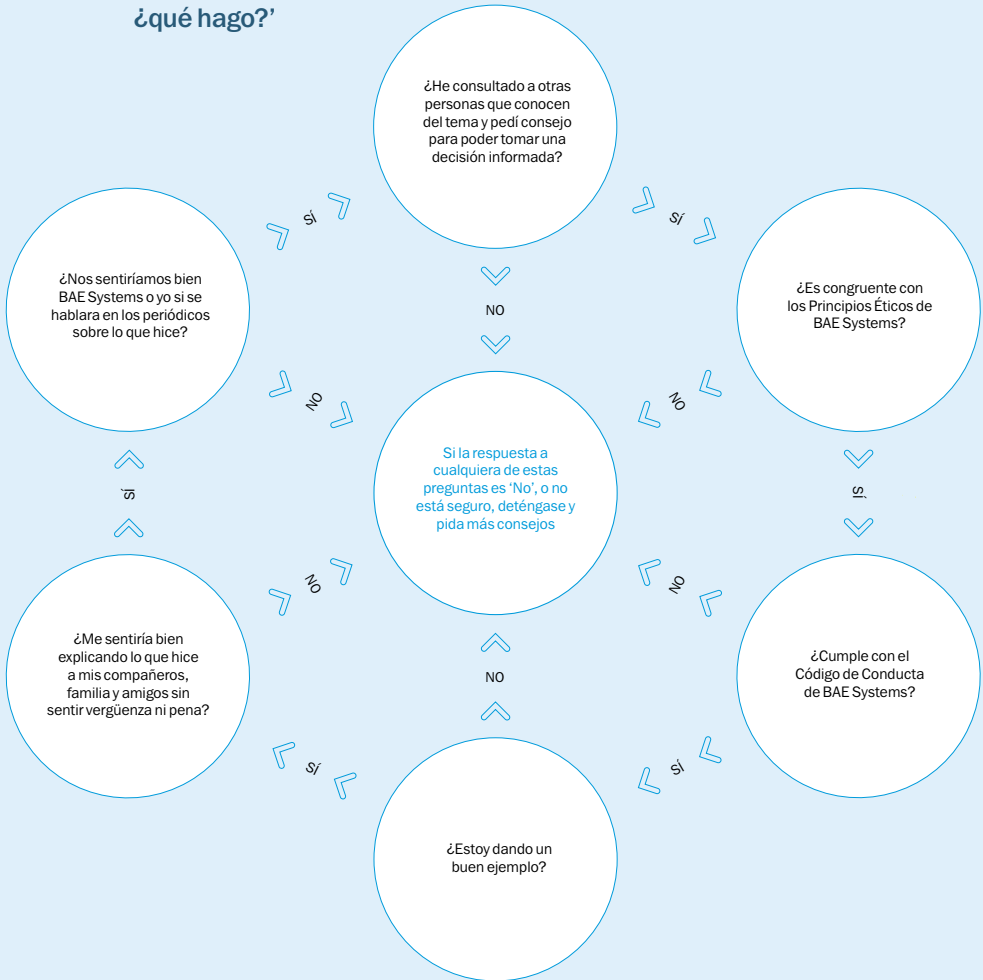 ¿qué hago?’
¿He consultado a otras
personas que conocen
del tema y pedí consejo
para poder tomar una
decisión informada?
SÍ
SÍ
¿Nos sentiríamos bien
BAE Systems o yo si se
hablara en los periódicos
sobre lo que hice?
NO
¿Es congruente con
los Principios Éticos de
BAE Systems?
NO
NO
Si la respuesta a
cualquiera de estas
preguntas es ‘No’, o no
está seguro, deténgase y
pida más consejos
SÍ
SÍ
NO
NO
¿Me sentiría bien
explicando lo que hice
a mis compañeros,
familia y amigos sin
sentir vergüenza ni pena?
NO
¿Cumple con el
Código de Conducta
de BAE Systems?
SÍ
SÍ
¿Estoy dando un
buen ejemplo?